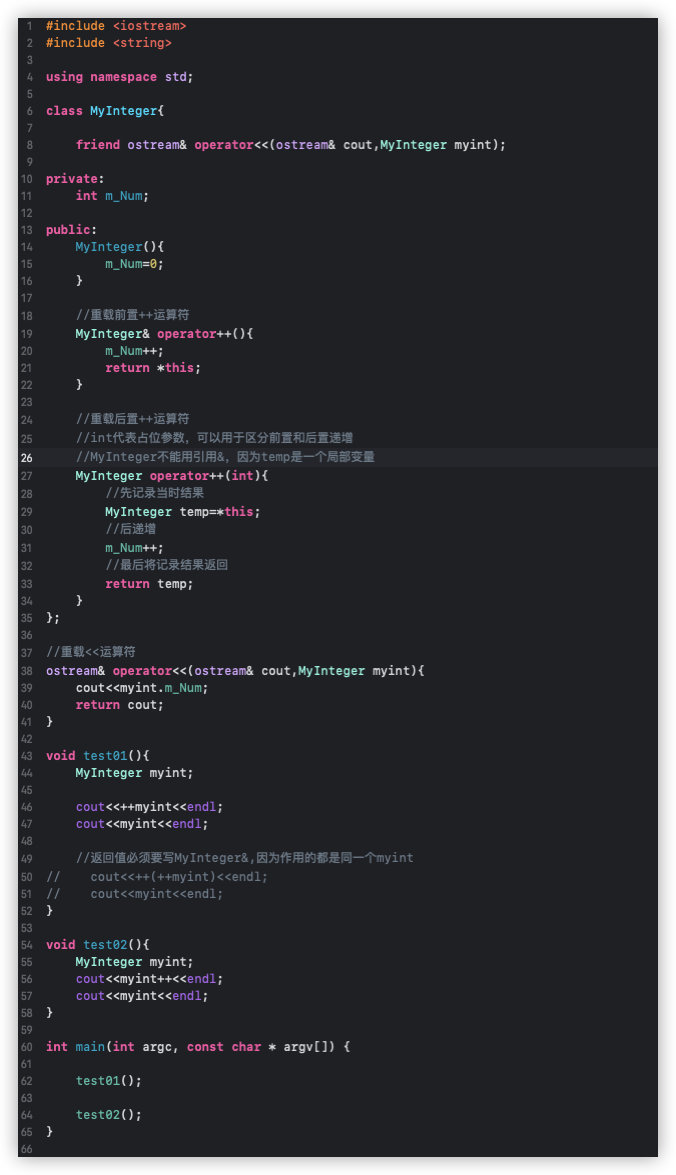 1 #include <iostream>
2 #include <string>
3
4 using namespace std;
5
6 class MyInteger{
7
8     friend ostream& operator<<(ostream& cout,MyInteger myint);
9
10 private:
11     int m_Num;
12
13 public:
14     MyInteger(){
15         m_Num=0;
16     }
17
18     //重载前置++运算符
19     MyInteger& operator++(){
20         m_Num++;
21         return *this;
22     }
23
24     //重载后置++运算符
25     //int代表占位参数，可以用于区分前置和后置递增
26     //MyInteger不能用引用&，因为temp是一个局部变量
27     MyInteger operator++(int){
28         //先记录当时结果
29         MyInteger temp=*this;
30         //后递增
31         m_Num++;
32         //最后将记录结果返回
33         return temp;
34     }
35 };
36
37 //重载<<运算符
38 ostream& operator<<(ostream& cout,MyInteger myint){
39     cout<<myint.m_Num;
40     return cout;
41 }
42
43 void test01(){
44     MyInteger myint;
45
46     cout<<++myint<<endl;
47     cout<<myint<<endl;
48
49     //返回值必须要写MyInteger&,因为作用的都是同一个myint
50 //    cout<<++(++myint)<<endl;
51 //    cout<<myint<<endl;
52 }
53
54 void test02(){
55     MyInteger myint;
56     cout<<myint++<<endl;
57     cout<<myint<<endl;
58 }
59
60 int main(int argc, const char * argv[]) {
61
62     test01();
63
64     test02();
65 }
66